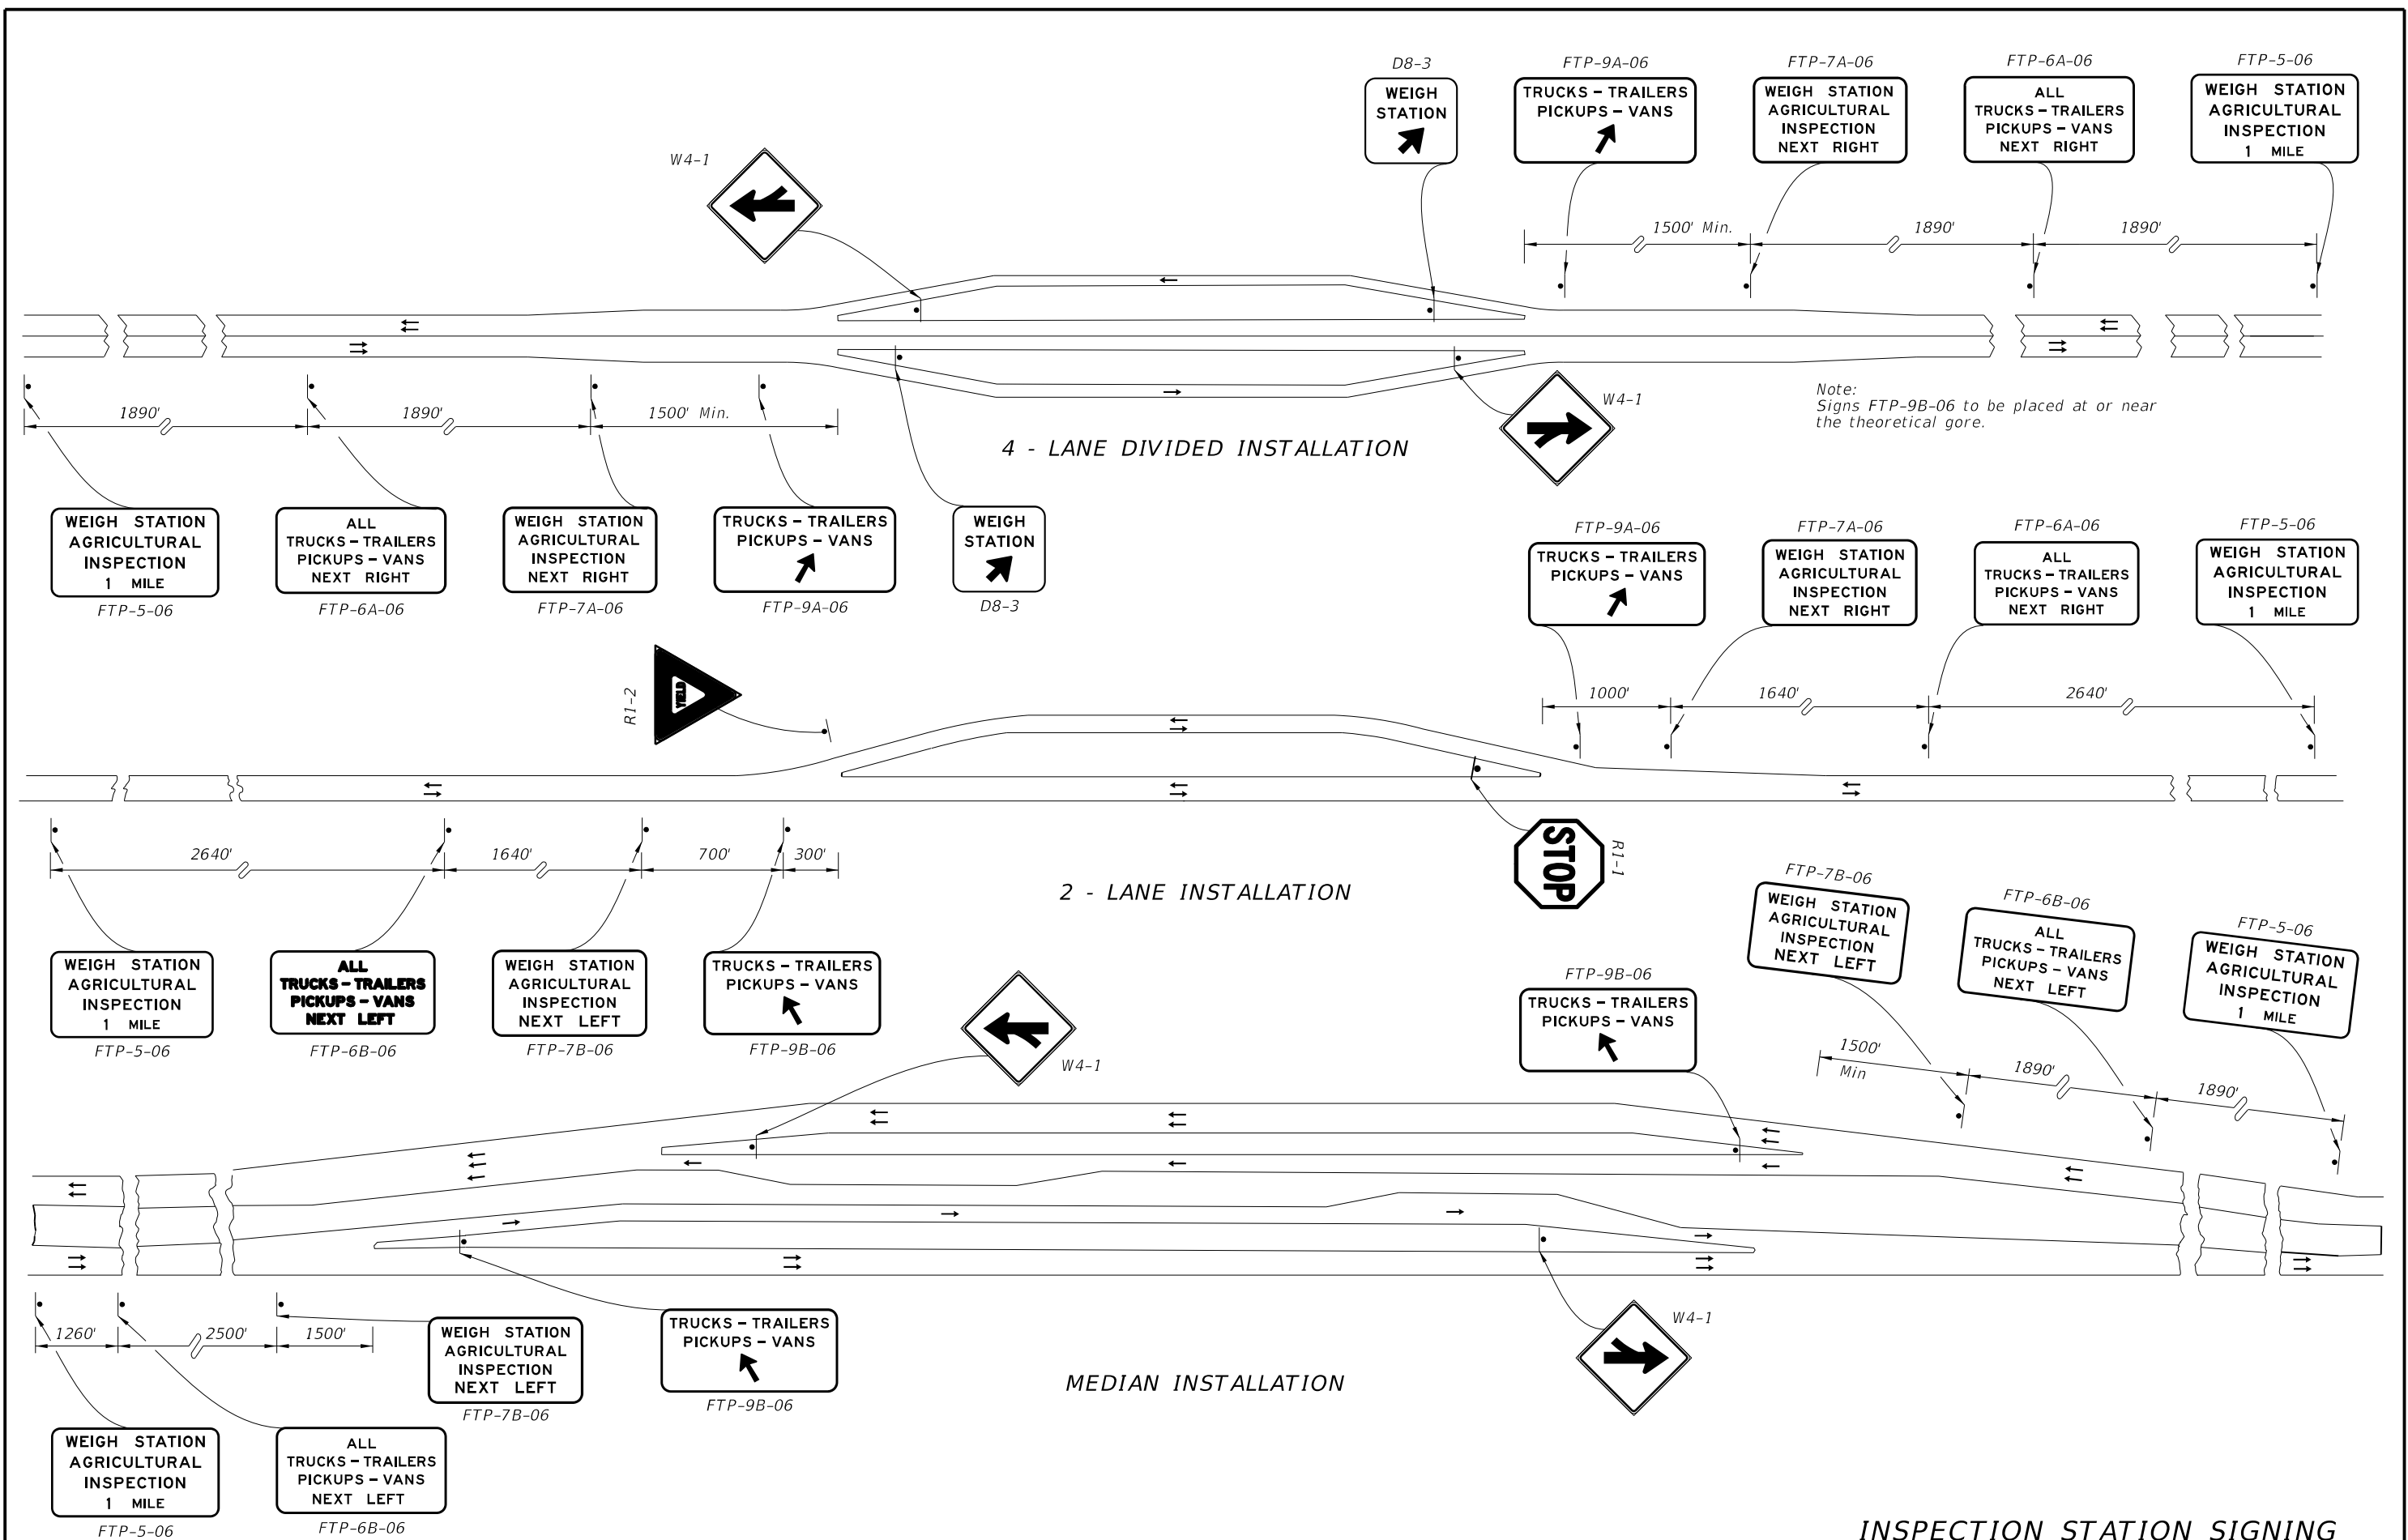 D8-3
WEIGH
STATION
FTP-9A-06
TRUCKS - TRAILERS
PICKUPS - VANS
FTP-7A-06
WEIGH STATION
AGRICULTURAL
INSPECTION
NEXT RIGHT
FTP-6A-06
ALL
TRUCKS - TRAILERS
PICKUPS - VANS
NEXT RIGHT
FTP-5-06
WEIGH STATION
AGRICULTURAL
INSPECTION
1 MILE
W4-1
1500' Min.
1890'
1890'
Note:
Signs FTP-9B-06 to be placed at or near
the theoretical gore.
W4-1
1890'
1890'
1500' Min.
4 - LANE DIVIDED INSTALLATION
WEIGH STATION
AGRICULTURAL
INSPECTION
1 MILE
FTP-5-06
ALL
TRUCKS - TRAILERS
PICKUPS - VANS
NEXT RIGHT
FTP-6A-06
WEIGH STATION
AGRICULTURAL
INSPECTION
NEXT RIGHT
FTP-7A-06
TRUCKS - TRAILERS
PICKUPS - VANS
FTP-9A-06
WEIGH
STATION
D8-3
FTP-9A-06
TRUCKS - TRAILERS
PICKUPS - VANS
FTP-7A-06
WEIGH STATION
AGRICULTURAL
INSPECTION
NEXT RIGHT
FTP-6A-06
ALL
TRUCKS - TRAILERS
PICKUPS - VANS
NEXT RIGHT
FTP-5-06
WEIGH STATION
AGRICULTURAL
INSPECTION
1 MILE
R1-2
YIELD
1000'
1640'
2640'
2640'
1640'
700'
300'
STOP
R1-1
2 - LANE INSTALLATION
WEIGH STATION
AGRICULTURAL
INSPECTION
1 MILE
FTP-5-06
ALL
TRUCKS - TRAILERS
PICKUPS - VANS
NEXT LEFT
FTP-6B-06
WEIGH STATION
AGRICULTURAL
INSPECTION
NEXT LEFT
FTP-7B-06
TRUCKS - TRAILERS
PICKUPS - VANS
FTP-9B-06
W4-1
FTP-9B-06
TRUCKS - TRAILERS
PICKUPS - VANS
FTP-7B-06
WEIGH STATION
AGRICULTURAL
INSPECTION
NEXT LEFT
FTP-6B-06
ALL
TRUCKS - TRAILERS
PICKUPS - VANS
NEXT LEFT
FTP-5-06
WEIGH STATION
AGRICULTURAL
INSPECTION
1 MILE
1500'
Min
1890'
1890'
1260'
2500'
1500'
WEIGH STATION
AGRICULTURAL
INSPECTION
NEXT LEFT
FTP-7B-06
TRUCKS - TRAILERS
PICKUPS - VANS
FTP-9B-06
W4-1
MEDIAN INSTALLATION
WEIGH STATION
AGRICULTURAL
INSPECTION
1 MILE
FTP-5-06
ALL
TRUCKS - TRAILERS
PICKUPS - VANS
NEXT LEFT
FTP-6B-06
INSPECTION STATION SIGNING